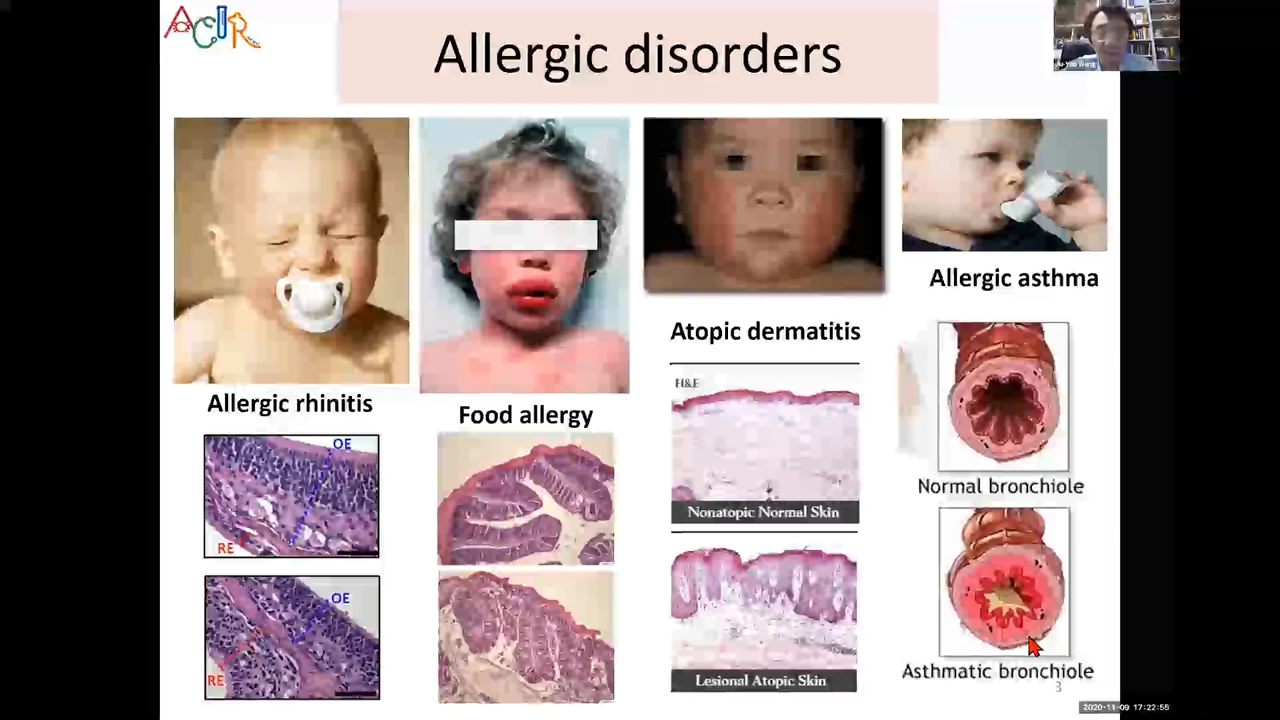 ACIR
Allergic disorders
Allergic rhinitis
Food allergy
Atopic dermatitis
Allergic asthma
OE
RE
OE
RE
H&E
Nonatopic Normal Skin
Lesional Atopic Skin
Normal bronchiole
Asthmatic bronchiole
3
2020-11-09 17:22:55